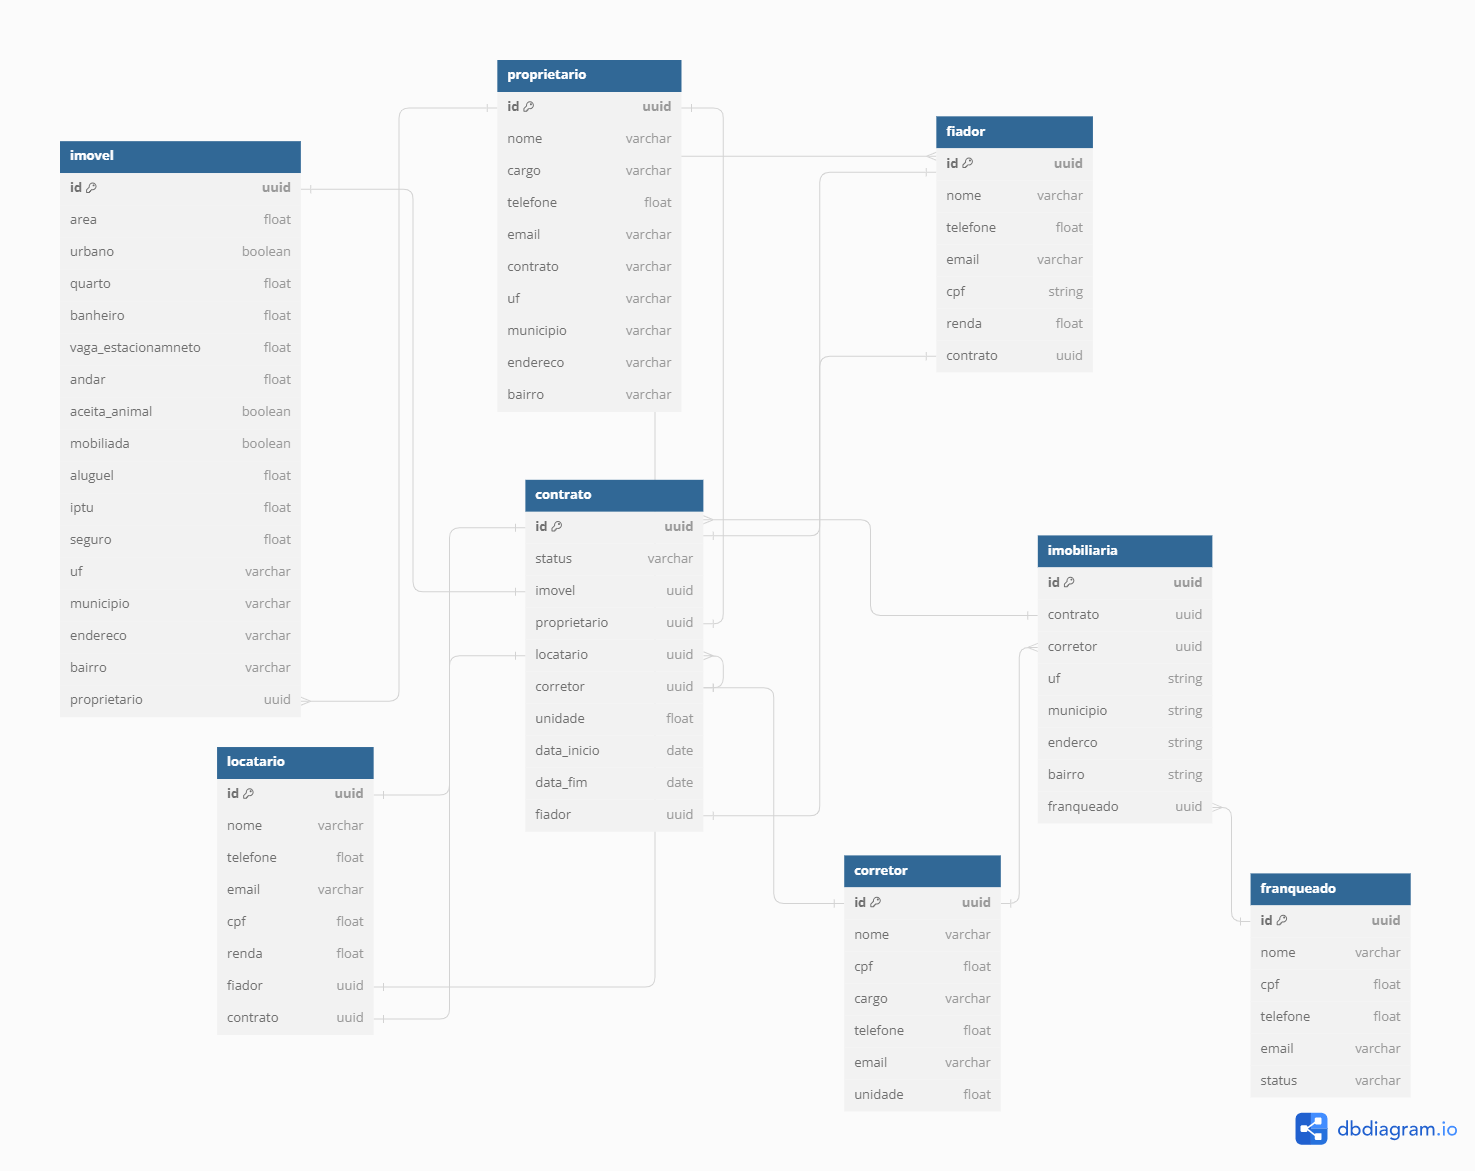 proprietario
id uuid
nome varchar
cargo varchar
telefone float
email varchar
contrato varchar
uf varchar
municipio varchar
endereco varchar
bairro varchar
fiador
id uuid
nome varchar
telefone float
email varchar
cpf string
renda float
contrato uuid
imovel
id uuid
area float
urbano boolean
quarto float
banheiro float
vaga_estacionamneto float
andar float
aceita_animal boolean
mobiliada boolean
aluguel float
iptu float
seguro float
uf varchar
municipio varchar
endereco varchar
bairro varchar
proprietario uuid
contrato
id uuid
status varchar
imovel uuid
proprietario uuid
locatario uuid
corretor uuid
unidade float
data_inicio date
data_fim date
fiador uuid
imobiliaria
id uuid
contrato uuid
corretor uuid
uf string
municipio string
enderco string
bairro string
franqueado uuid
locatario
id uuid
nome varchar
telefone float
email varchar
cpf float
renda float
fiador uuid
contrato uuid
corretor
id uuid
nome varchar
cpf float
cargo varchar
telefone float
email varchar
unidade float
franqueado
id uuid
nome varchar
cpf float
telefone float
email varchar
status varchar
dbdiagram.io